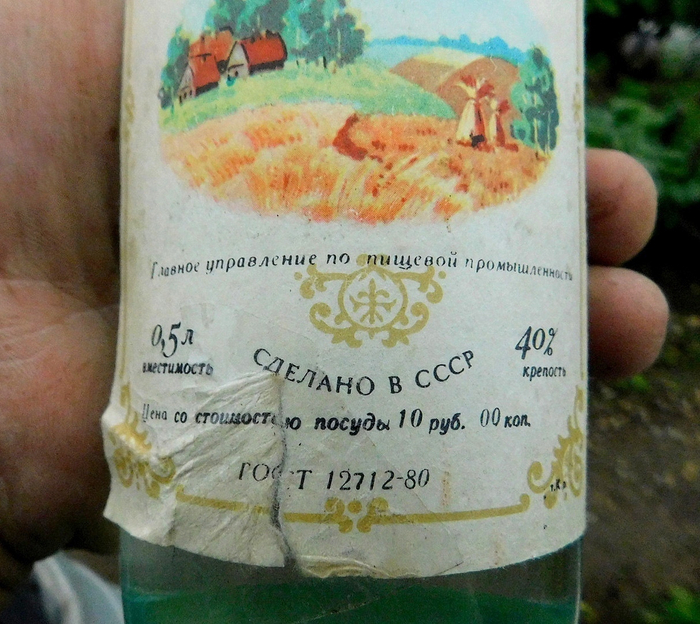 Главное управление по пищевой промышленности
0,5л
вместимость
СДЕЛАНО В СССР
40%
крепость
Цена со стоимостью посуды 10 руб. 00 коп.
ГОСТ 12712-80